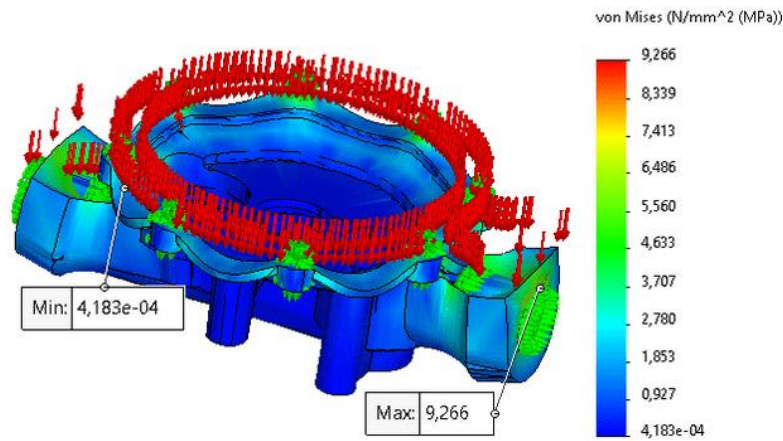 von Mises (N/mm^2 (MPa))
9,266
8,339
7,413
6,486
5,560
4,633
3,707
2,780
1,853
0,927
4,183e-04
Min: 4,183e-04
Max: 9,266